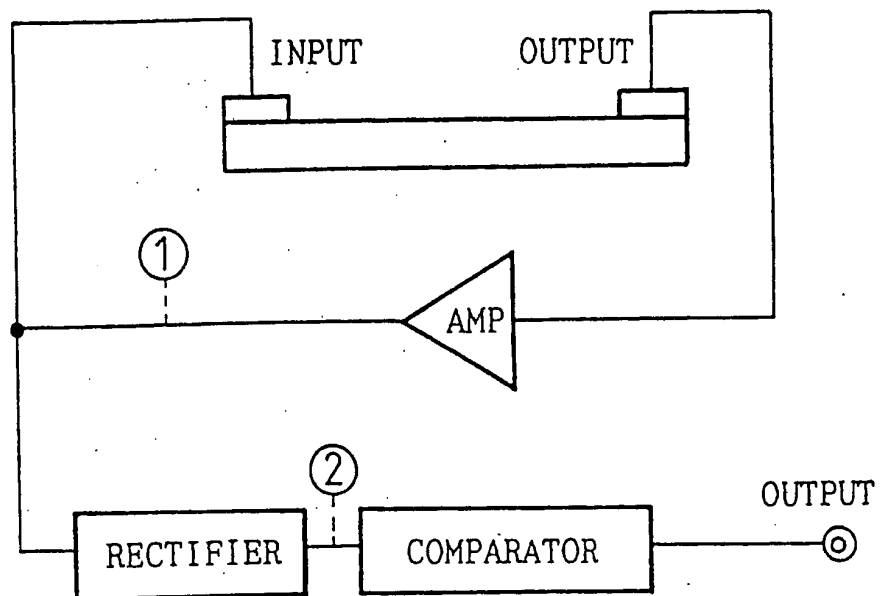 INPUT OUTPUT
1
AMP
2
OUTPUT
RECTIFIER COMPARATOR